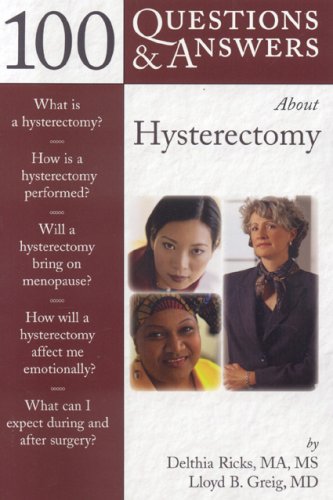 100 QUESTIONS
& ANSWERS
About
Hysterectomy
What is
a hysterectomy?
How is a
hysterectomy
performed?
Will a
hysterectomy
bring on
menopause?
How will a
hysterectomy
affect me
emotionally?
What can I
expect during and
after surgery?
by
Delthia Ricks, MA, MS
Lloyd B. Greig, MD